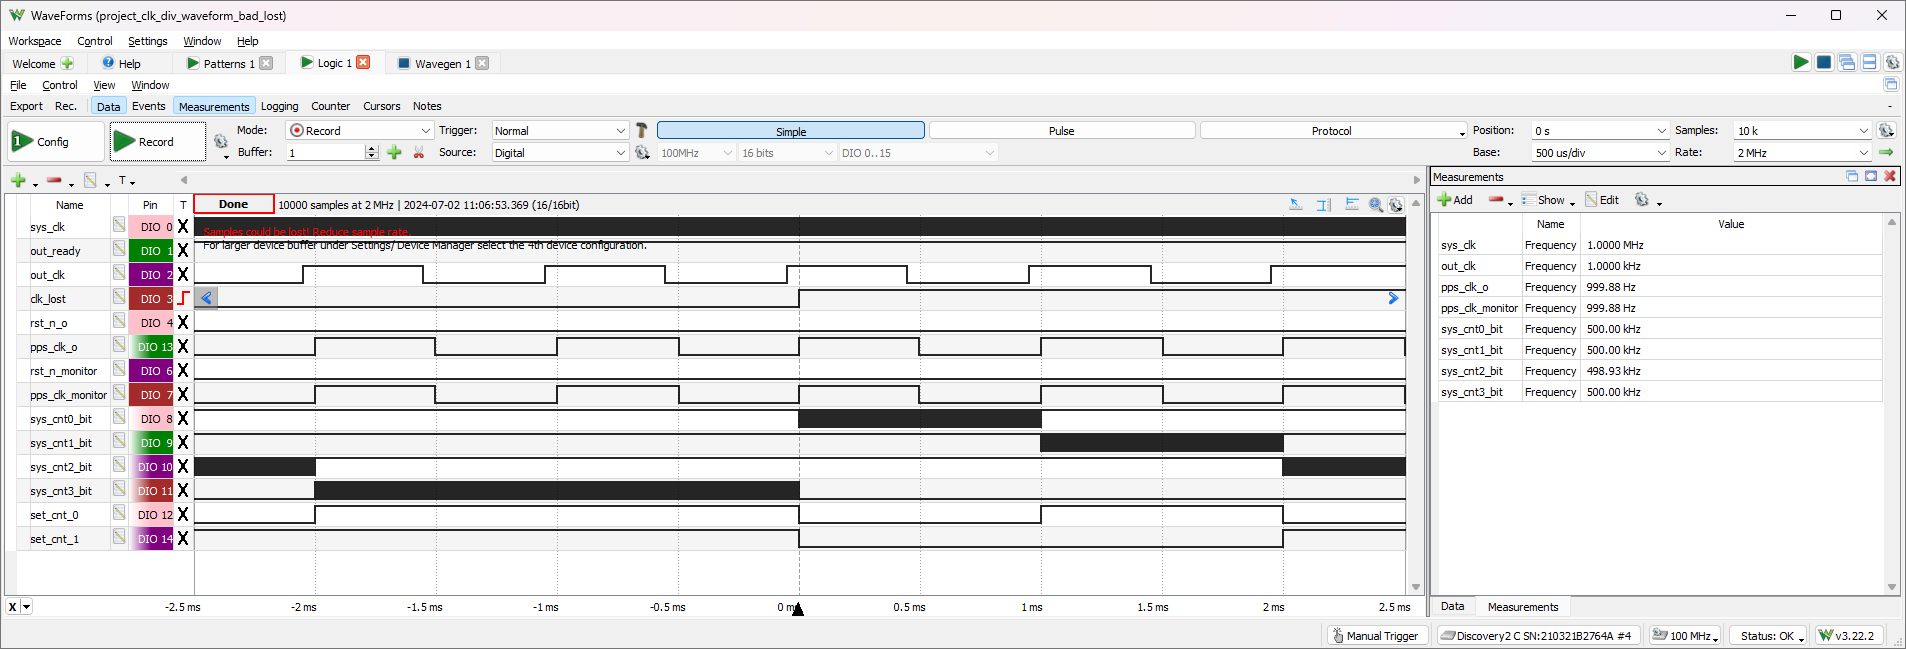 WaveForms (project_clk_div_waveform_bad_lost)
Workspace Control Settings Window Help
Welcome Help Patterns 1 Logic 1 Wavegen 1
File Control View Window
Export Rec. Data Events Measurements Logging Counter Cursors Notes
1 Config Record Mode: Record Trigger: Normal Simple Pulse Protocol Position: 0 s Samples: 10 k
Buffer: 1 Source: Digital 100MHz 16 bits DIO 0..15 Base: 500 us/div Rate: 2 MHz
T
Name Pin T Done 10000 samples at 2 MHz | 2024-07-02 11:06:53.369 (16/16bit)
sys_clk DIO 0 X
Samples could be lost! Reduce sample rate.
For larger device buffer under Settings/Device Manager select the 4th device configuration.
out_ready DIO 1 X
out_clk DIO 2 X
clk_lost DIO 3
rst_n_o DIO 4 X
pps_clk_o DIO 13 X
rst_n_monitor DIO 6 X
pps_clk_monitor DIO 7 X
sys_cnt0_bit DIO 8 X
sys_cnt1_bit DIO 9 X
sys_cnt2_bit DIO 10 X
sys_cnt3_bit DIO 11 X
set_cnt_0 DIO 12 X
set_cnt_1 DIO 14 X
X -2.5 ms -2 ms -1.5 ms -1 ms -0.5 ms 0 ms 0.5 ms 1 ms 1.5 ms 2 ms 2.5 ms
Measurements
Add Show Edit
Name Value
sys_clk Frequency 1.0000 MHz
out_clk Frequency 1.0000 kHz
pps_clk_o Frequency 999.88 Hz
pps_clk_monitor Frequency 999.88 Hz
sys_cnt0_bit Frequency 500.00 kHz
sys_cnt1_bit Frequency 500.00 kHz
sys_cnt2_bit Frequency 498.93 kHz
sys_cnt3_bit Frequency 500.00 kHz
Data Measurements
Manual Trigger Discovery2 C SN:210321B2764A #4 100 MHz Status: OK v3.22.2